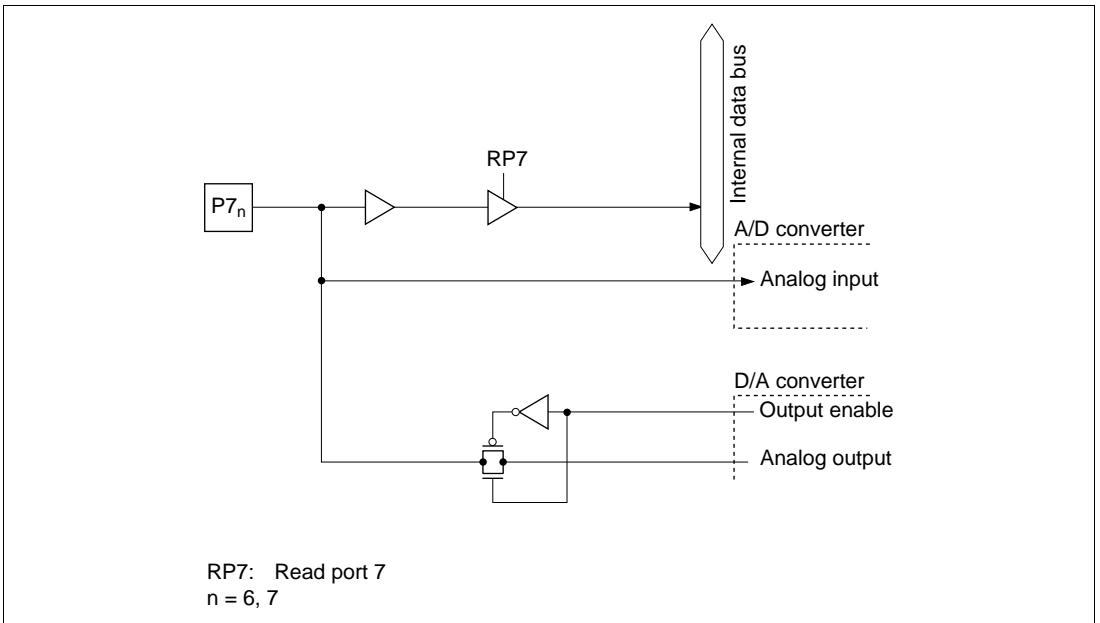 Internal data bus
RP7
P7n
A/D converter
Analog input
D/A converter
Output enable
Analog output
RP7: Read port 7
n = 6, 7